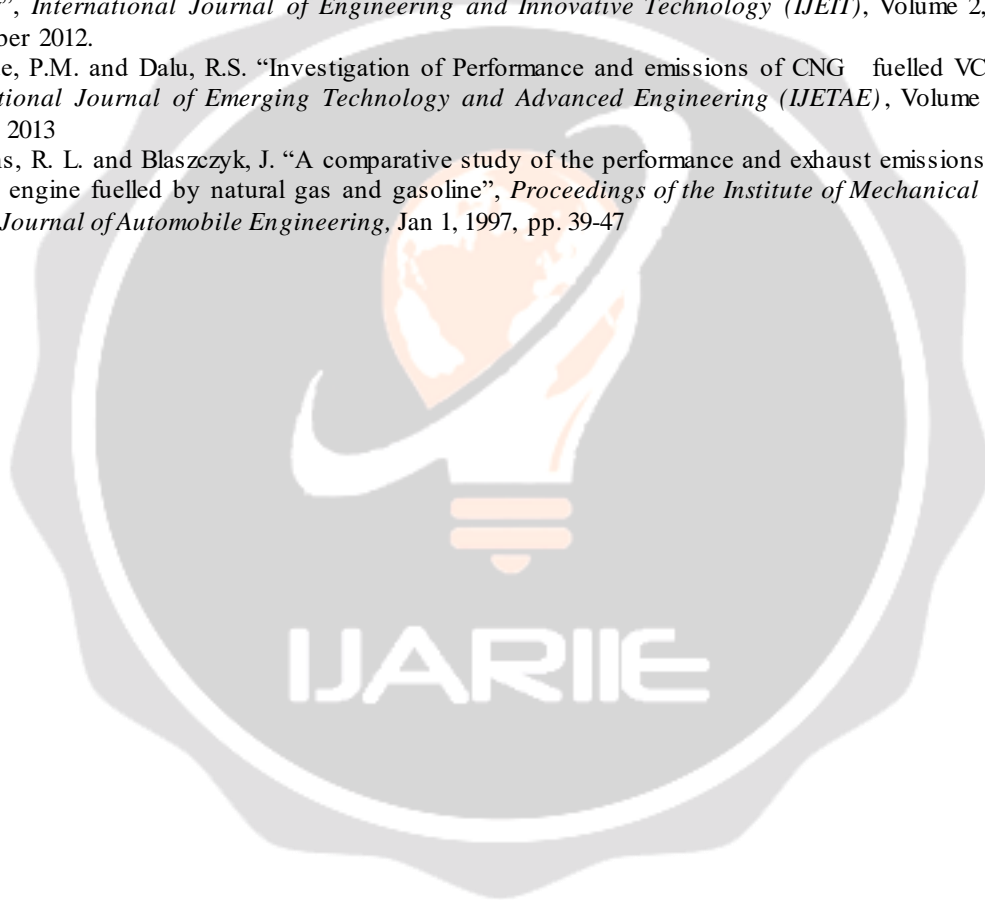 ”, International Journal of Engineering and Innovative Technology (IJEIT), Volume 2,
ber 2012.
e, P.M. and Dalu, R.S. “Investigation of Performance and emissions of CNG fuelled VC
tional Journal of Emerging Technology and Advanced Engineering (IJETAE), Volume
2013
ns, R. L. and Blaszczyk, J. “A comparative study of the performance and exhaust emissions
engine fuelled by natural gas and gasoline”, Proceedings of the Institute of Mechanical
Journal of Automobile Engineering, Jan 1, 1997, pp. 39-47
IJARIIE